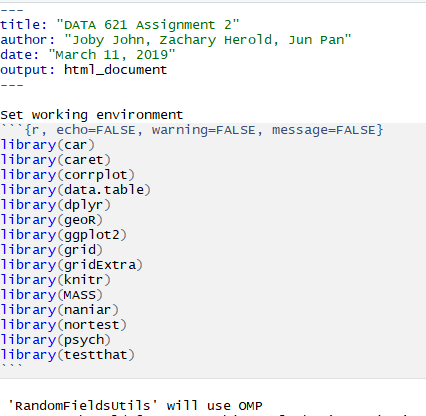 ---
title: "DATA 621 Assignment 2"
author: "Joby John, Zachary Herold, Jun Pan"
date: "March 11, 2019"
output: html_document
---
Set working environment
```{r, echo=FALSE, warning=FALSE, message=FALSE}
library(car)
library(caret)
library(corrplot)
library(data.table)
library(dplyr)
library(geoR)
library(ggplot2)
library(grid)
library(gridExtra)
library(knitr)
library(MASS)
library(naniar)
library(nortest)
library(psych)
library(testthat)
```
'RandomFieldsUtils' will use OMP